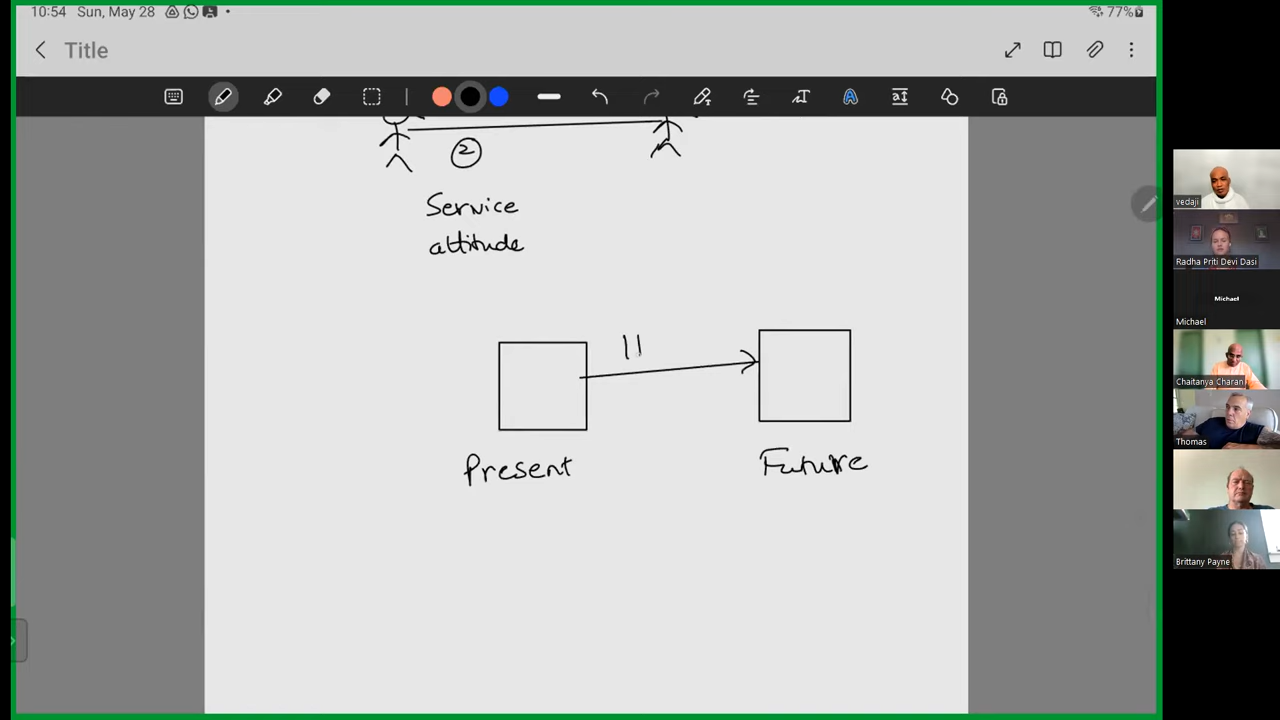 10:54 Sun, May 28
77%
Title
2
Service
attitude
Present
Future
vedaji
Radha Priti Devi Dasi
Michael
Michael
Chaitanya Charan
Thomas
Brittany Payne